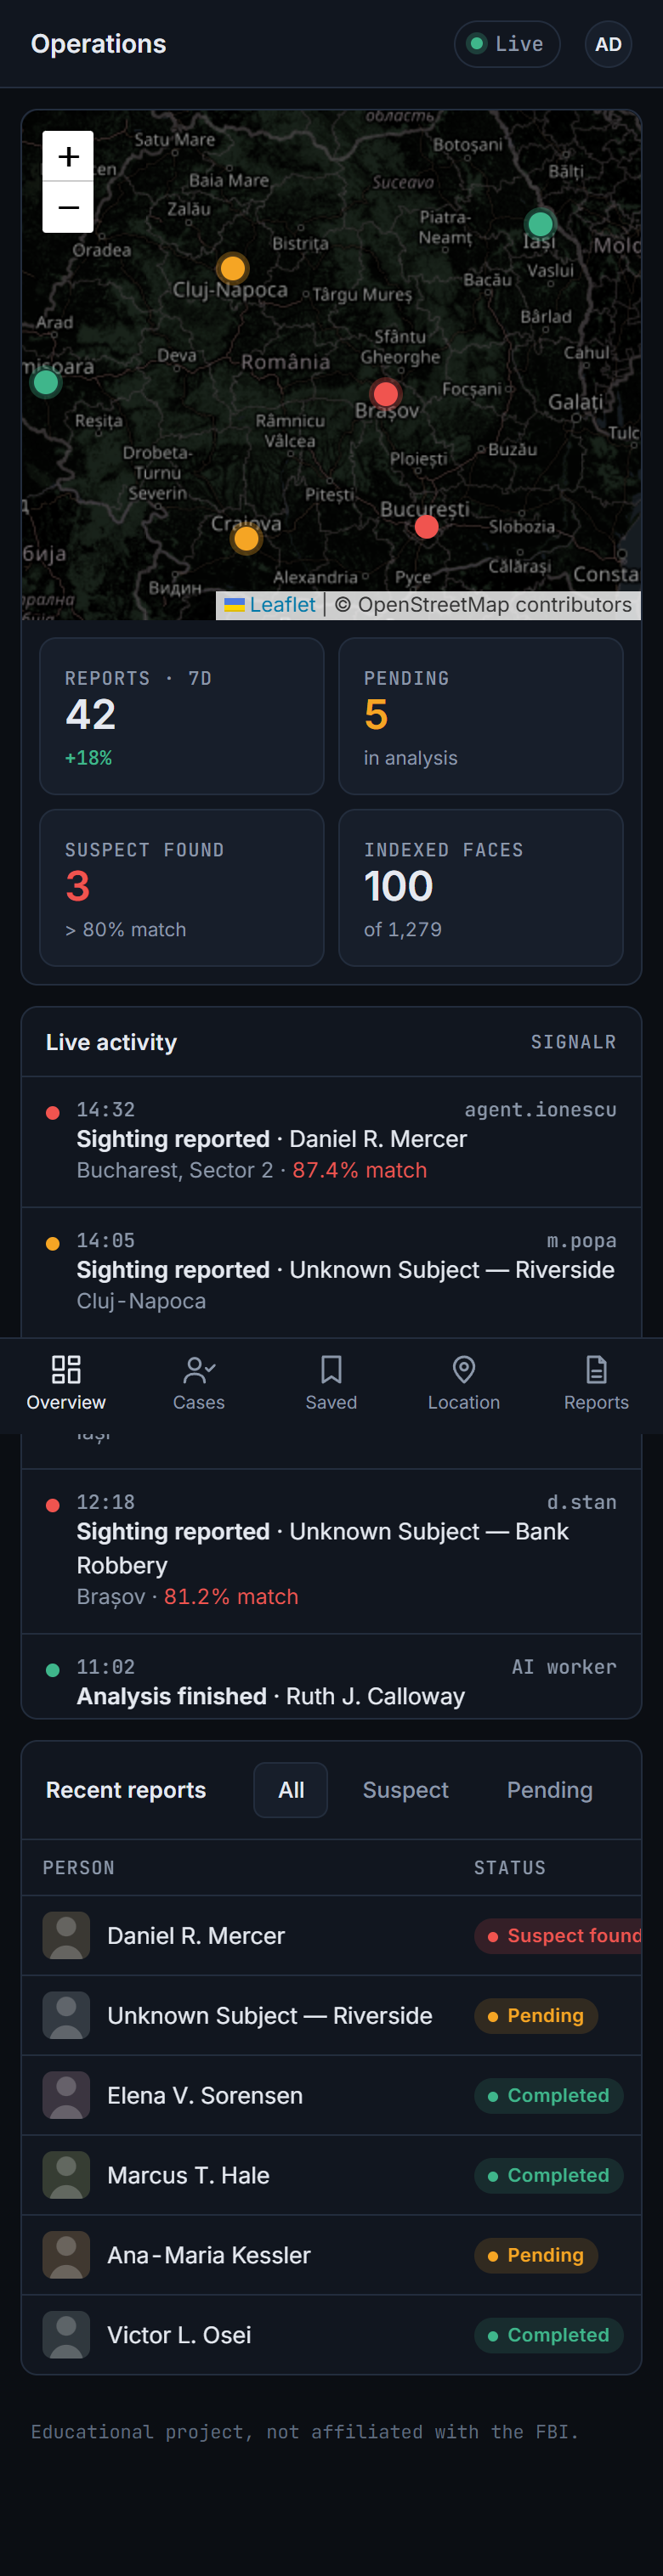 Operations
Live
AD
область
Satu Mare
Botoșani
+
Suceava
Bălți
Baia Mare
Zalău
Piatra-
Neamț
Iași
Oradea
Bistrița
Vaslui
−
Bacău
Cluj-Napoca
Târgu Mureș
Bârlad
Arad
Sfântu
Gheorghe
Cahul
Deva
România
Focșani
Galați
Reșița
Râmnicu
Vâlcea
Brașov
Drobeta-
Turnu
Severin
Ploiești
Buzău
Pitești
București
Craiova
Slobozia
Călărași
Видин
Alexandria
Русе
Leaflet | © OpenStreetMap contributors
REPORTS · 7D
42
+18%
PENDING
5
in analysis
SUSPECT FOUND
3
> 80% match
INDEXED FACES
100
of 1,279
Live activity
SIGNALR
14:32
agent.ionescu
Sighting reported · Daniel R. Mercer
Bucharest, Sector 2 · 87.4% match
14:05
m.popa
Sighting reported · Unknown Subject — Riverside
Cluj-Napoca
Overview
Cases
Saved
Location
Reports
12:18
d.stan
Sighting reported · Unknown Subject — Bank
Robbery
Brașov · 81.2% match
11:02
AI worker
Analysis finished · Ruth J. Calloway
Recent reports
All
Suspect
Pending
PERSON
STATUS
Daniel R. Mercer
Suspect found
Unknown Subject — Riverside
Pending
Elena V. Sorensen
Completed
Marcus T. Hale
Completed
Ana-Maria Kessler
Pending
Victor L. Osei
Completed
Educational project, not affiliated with the FBI.